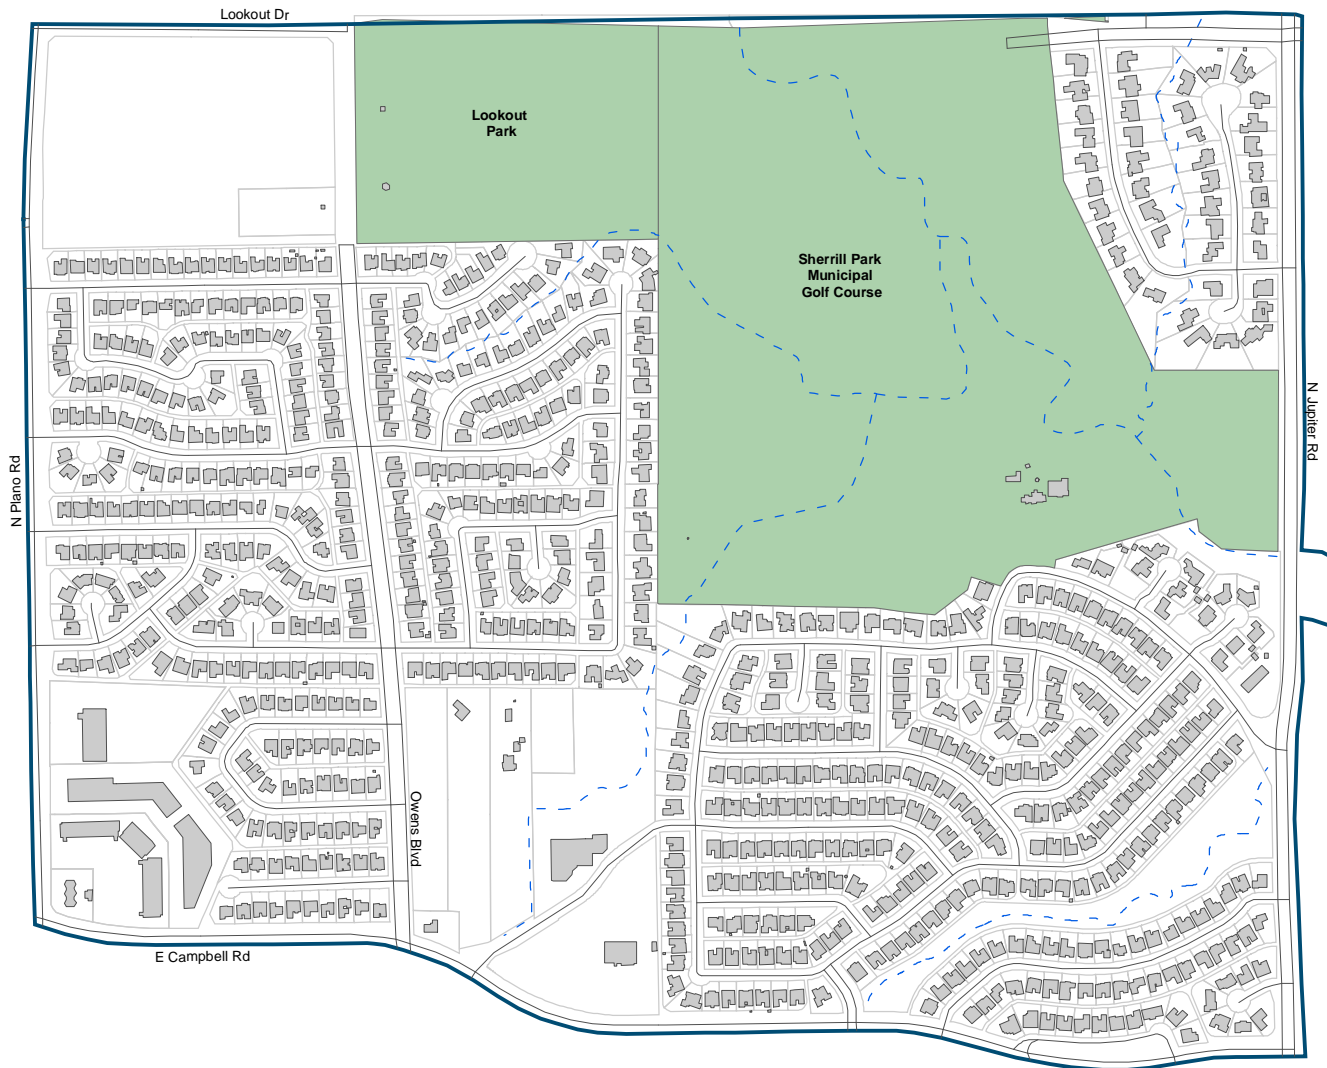 Lookout Dr
Lookout
Park
Sherrill Park
Municipal
Golf Course
N Jupiter Rd
N Plano Rd
Owens Blvd
E Campbell Rd